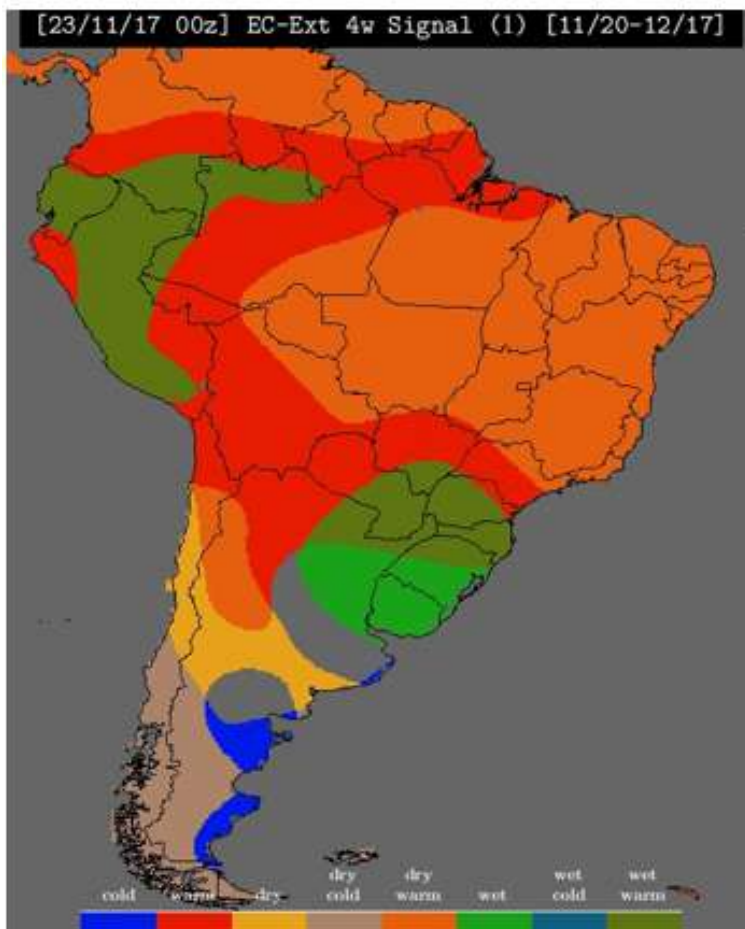 [23/11/17 00z] EC-Ext 4w Signal (1) [11/20-12/17]
cold warm dry dry cold dry warm wet wet cold wet warm